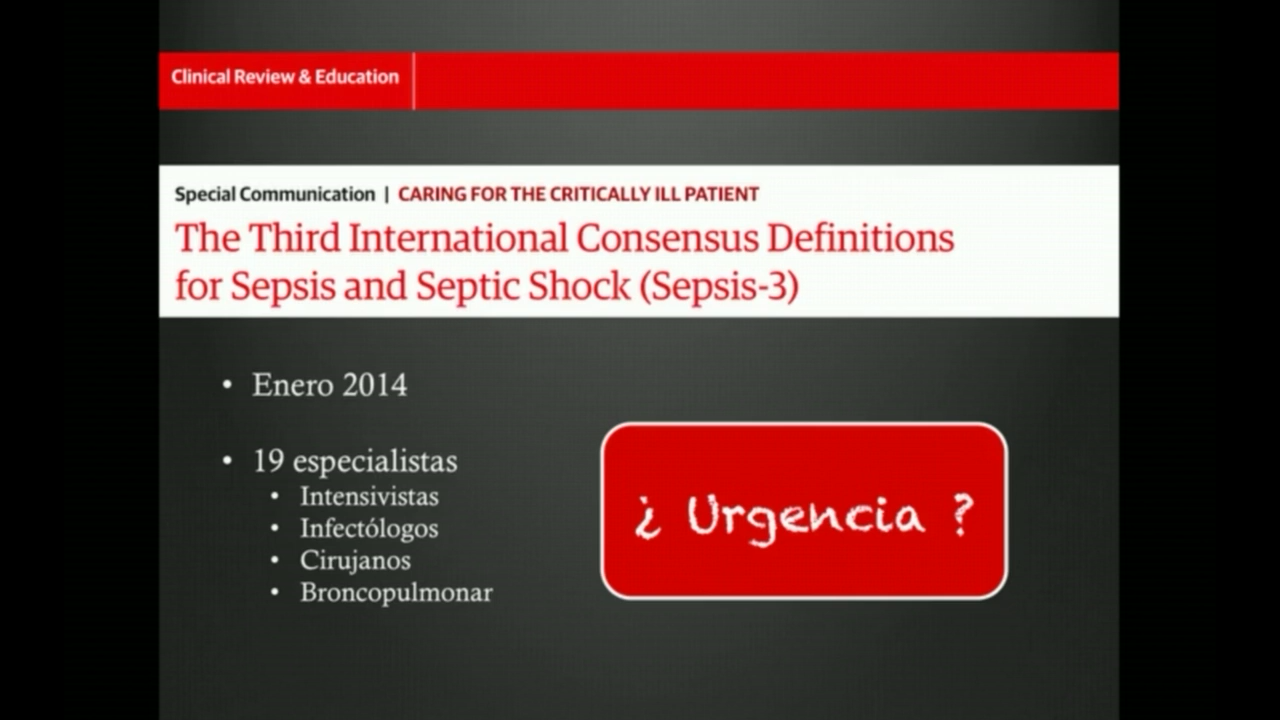 Clinical Review & Education
Special Communication | CARING FOR THE CRITICALLY ILL PATIENT
The Third International Consensus Definitions
for Sepsis and Septic Shock (Sepsis-3)
• Enero 2014
• 19 especialistas
• Intensivistas
• Infectólogos
• Cirujanos
• Broncopulmonar
¿ Urgencia ?